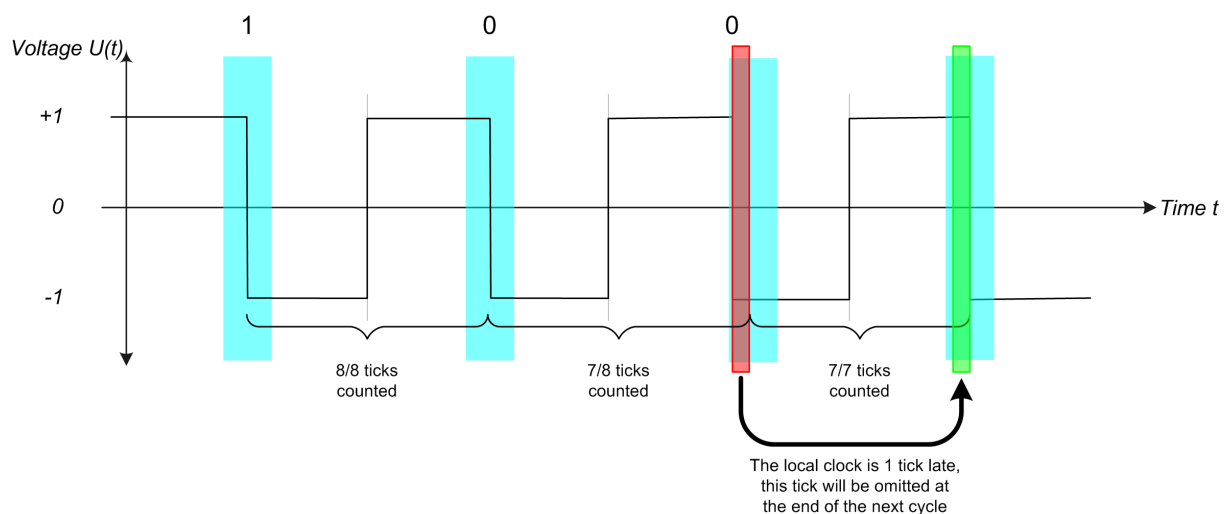 1 0 0
Voltage U(t)
+1
0
Time t
-1
8/8 ticks
counted
7/8 ticks
counted
7/7 ticks
counted
The local clock is 1 tick late,
this tick will be omitted at
the end of the next cycle